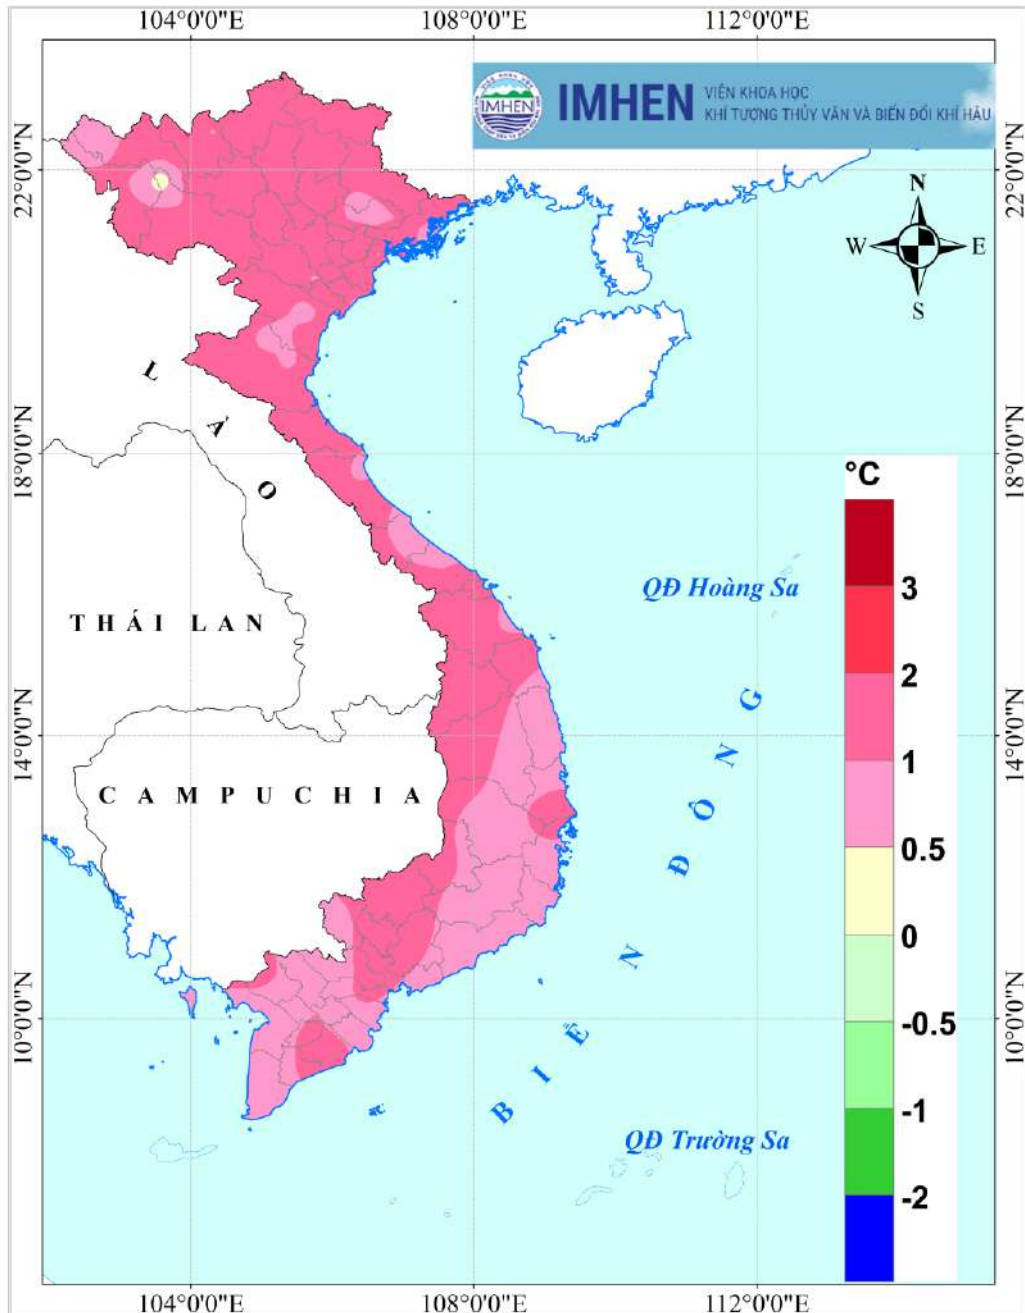 104°0'0"E 108°0'0"E 112°0'0"E
IMHEN
IMHEN
VIỆN KHOA HỌC
KHÍ TƯỢNG THỦY VĂN VÀ BIẾN ĐỔI KHÍ HẬU
22°0'0"N 22°0'0"N
N
W E
S
LÀO
18°0'0"N 18°0'0"N
°C
3
2
1
0.5
0
-0.5
-1
-2
QĐ Hoàng Sa
THÁI LAN
14°0'0"N 14°0'0"N
CAMPUCHIA
BIỂN ĐÔNG
10°0'0"N 10°0'0"N
QĐ Trường Sa
104°0'0"E 108°0'0"E 112°0'0"E